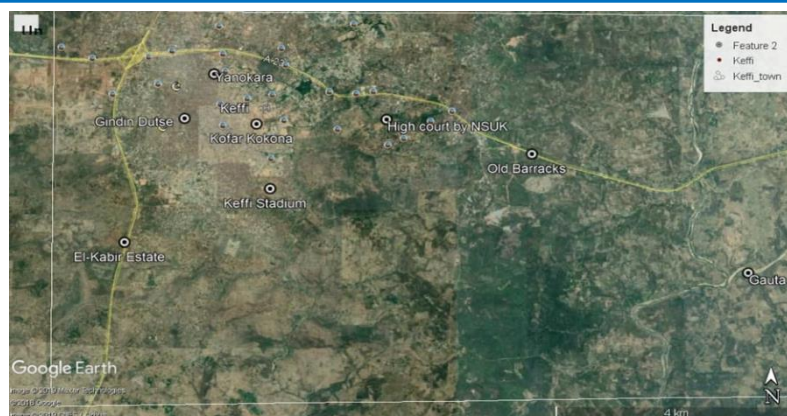 Legend
Feature 2
Keffi
Keffi_town
Yanokara
Keffi
Gindin Dutse
Kofar Kokona
High court by NSUK
Old Barracks
Keffi Stadium
El-Kabir Estate
Gauta
Google Earth
N
4 km